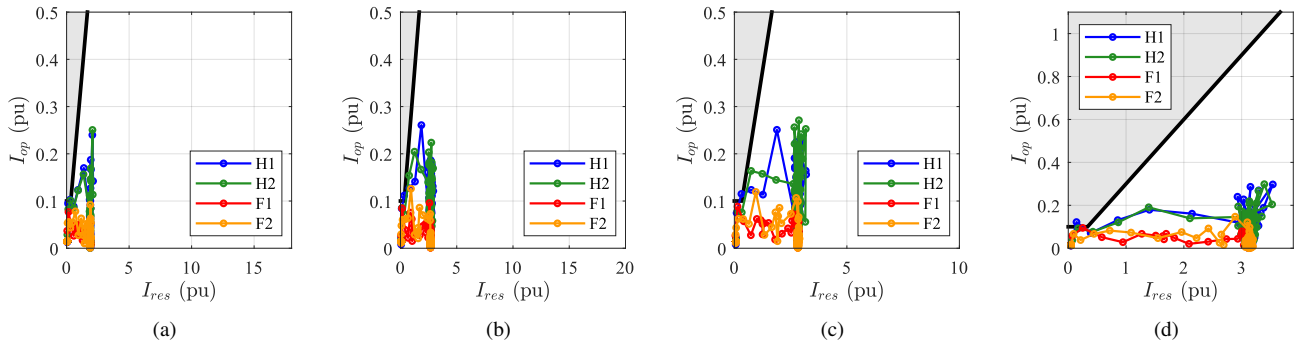 0.5
0.4
0.3
0.2
0.1
0
I_op (pu)
0 5 10 15
I_res (pu)
H1
H2
F1
F2
(a)
0.5
0.4
0.3
0.2
0.1
0
I_op (pu)
0 5 10 15 20
I_res (pu)
H1
H2
F1
F2
(b)
0.5
0.4
0.3
0.2
0.1
0
I_op (pu)
0 5 10
I_res (pu)
H1
H2
F1
F2
(c)
1
0.8
0.6
0.4
0.2
0
I_op (pu)
0 1 2 3
I_res (pu)
H1
H2
F1
F2
(d)